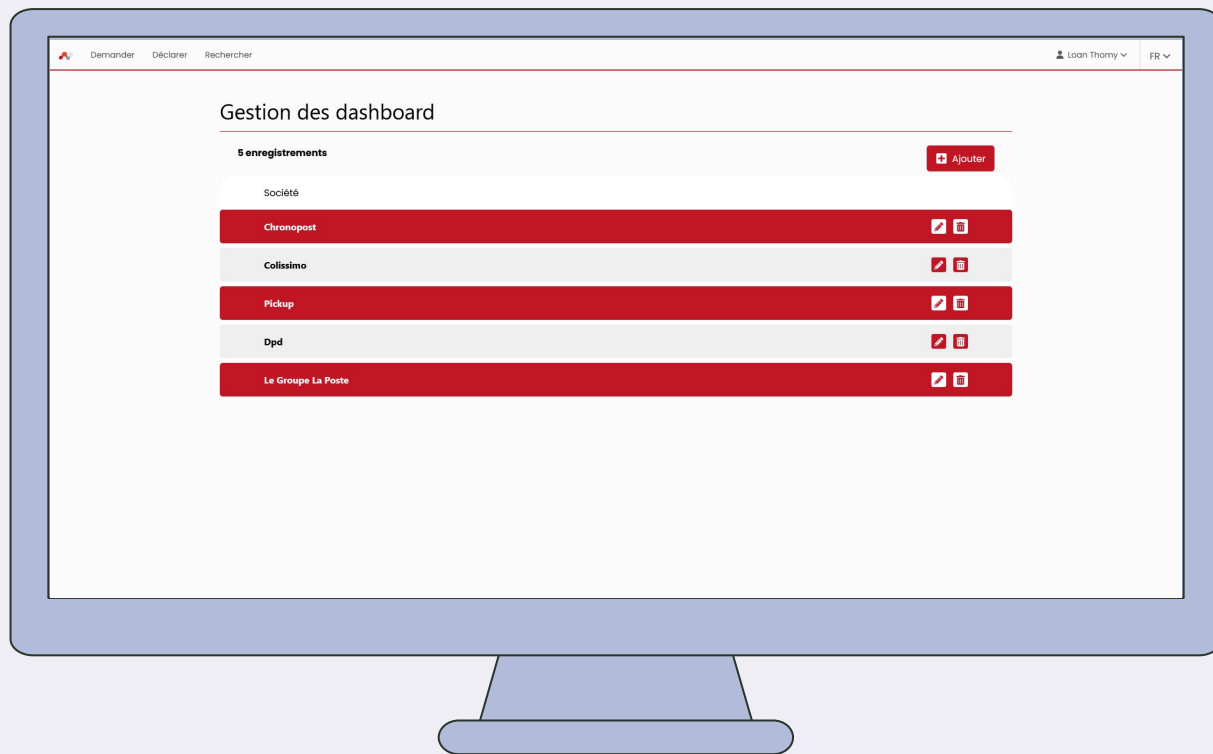 Demander Déclarer Rechercher Loan Thomy FR
Gestion des dashboard
5 enregistrements
Ajouter
Société
Chronopost
Colissimo
Pickup
Dpd
Le Groupe La Poste